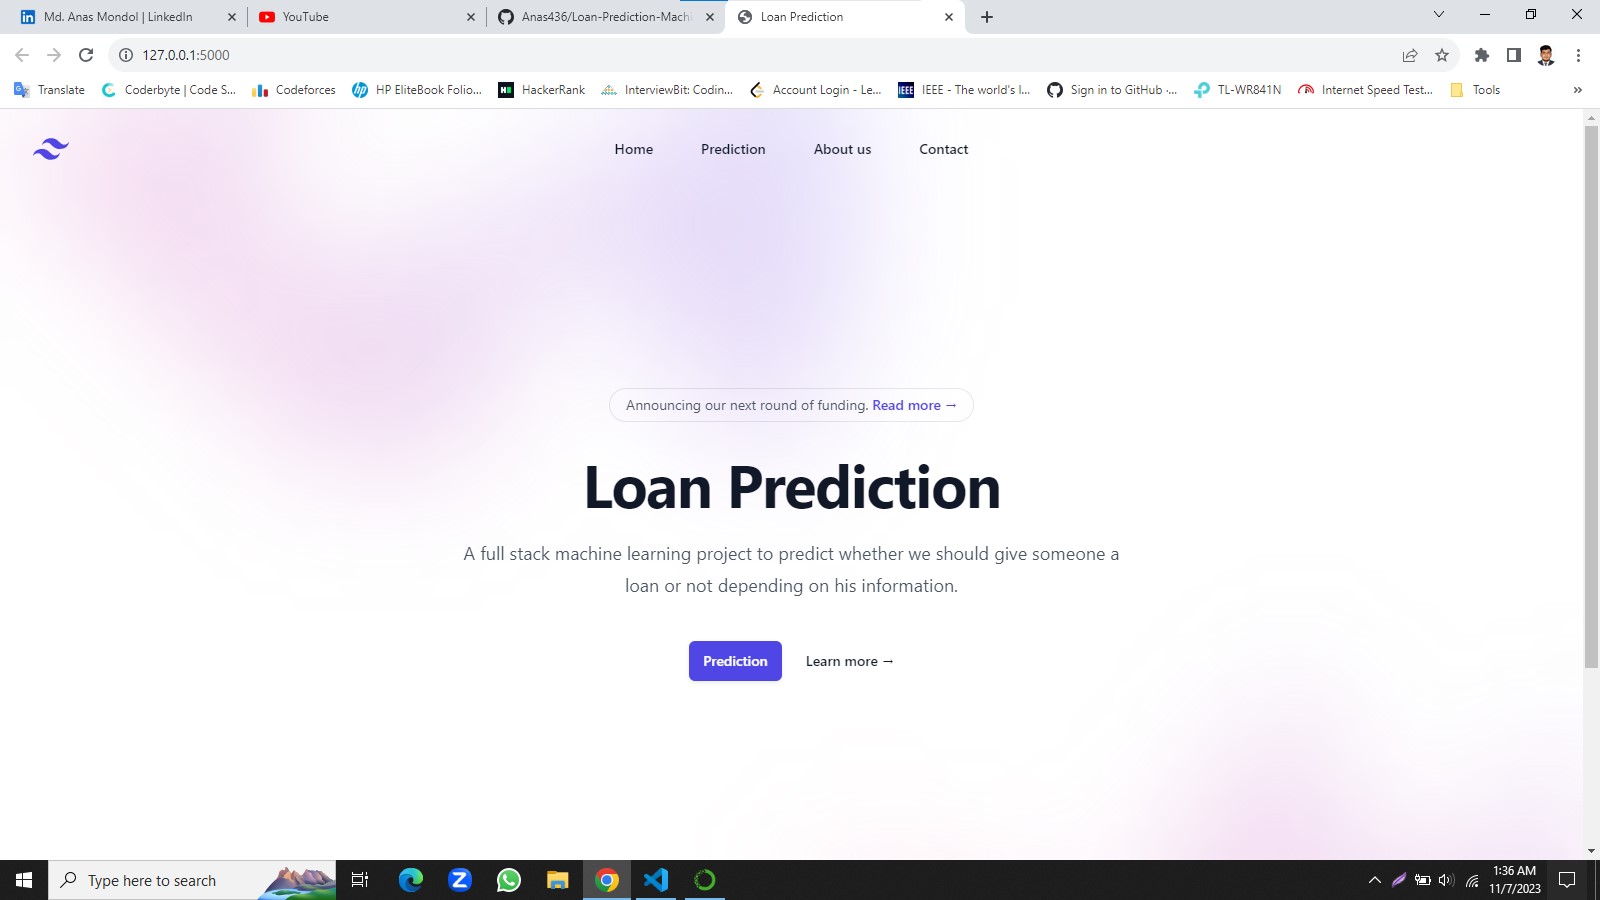 Md. Anas Mondol | LinkedIn
YouTube
Anas436/Loan-Prediction-Mach
Loan Prediction
127.0.0.1:5000
Translate
Coderbyte | Code S...
Codeforces
HP EliteBook Folio...
HackerRank
InterviewBit: Codin...
Account Login - Le...
IEEE - The world's l...
Sign in to GitHub ·...
TL-WR841N
Internet Speed Test...
Tools
Home
Prediction
About us
Contact
Announcing our next round of funding. Read more →
Loan Prediction
A full stack machine learning project to predict whether we should give someone a
loan or not depending on his information.
Prediction
Learn more →
Type here to search
1:36 AM
11/7/2023